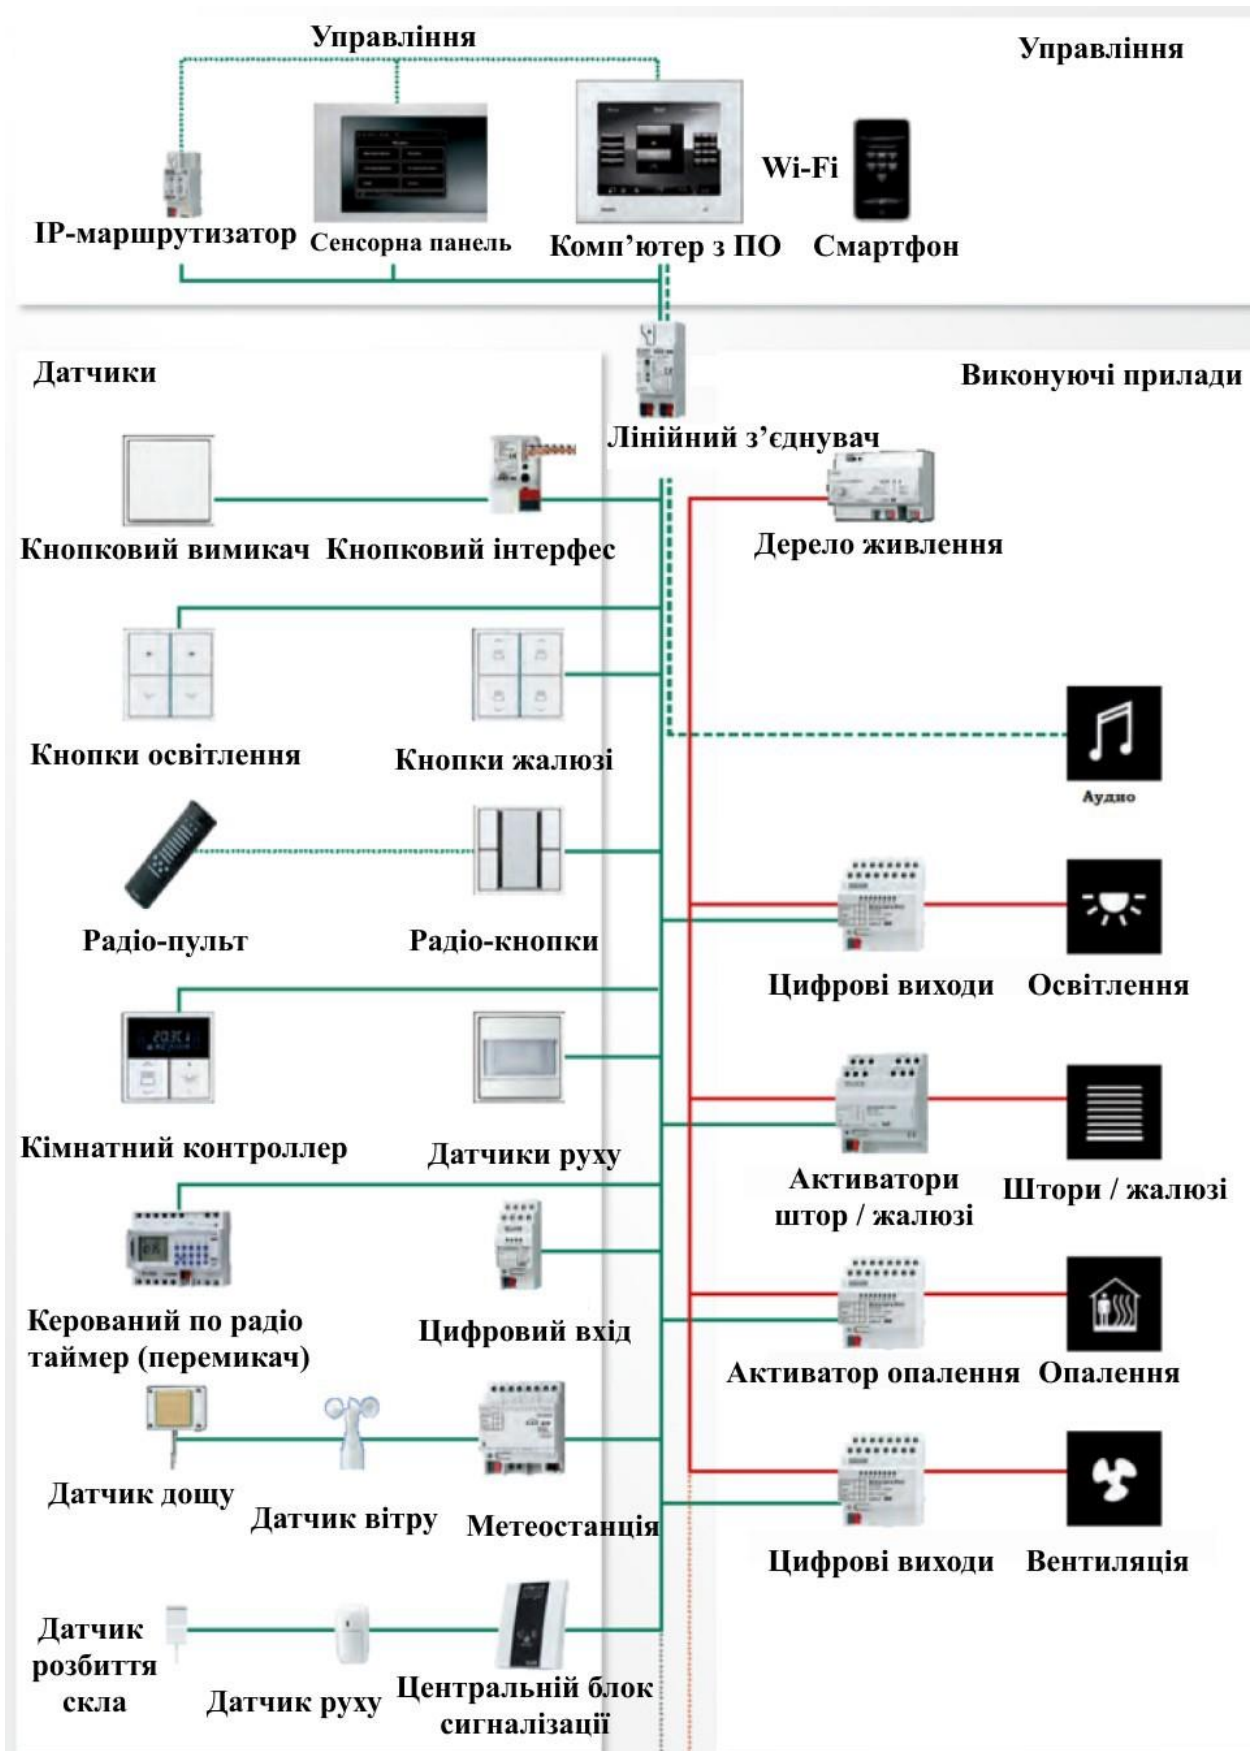 Управління
Управління
Wi-Fi
IP-маршрутизатор
Сенсорна панель
Комп’ютер з ПО
Смартфон
Датчики
Виконуючі прилади
Лінійний з’єднувач
Кнопковий вимикач
Кнопковий інтерфес
Дерело живлення
Кнопки освітлення
Кнопки жалюзі
Аудио
Радіо-пульт
Радіо-кнопки
Цифрові виходи
Освітлення
Кімнатний контроллер
Датчики руху
Активатори
штор / жалюзі
Штори / жалюзі
Керований по радіо
таймер (перемикач)
Цифровий вхід
Активатор опалення
Опалення
Датчик дощу
Датчик вітру
Метеостанція
Цифрові виходи
Вентиляція
Датчик
розбиття
скла
Датчик руху
Центральній блок
сигналізації